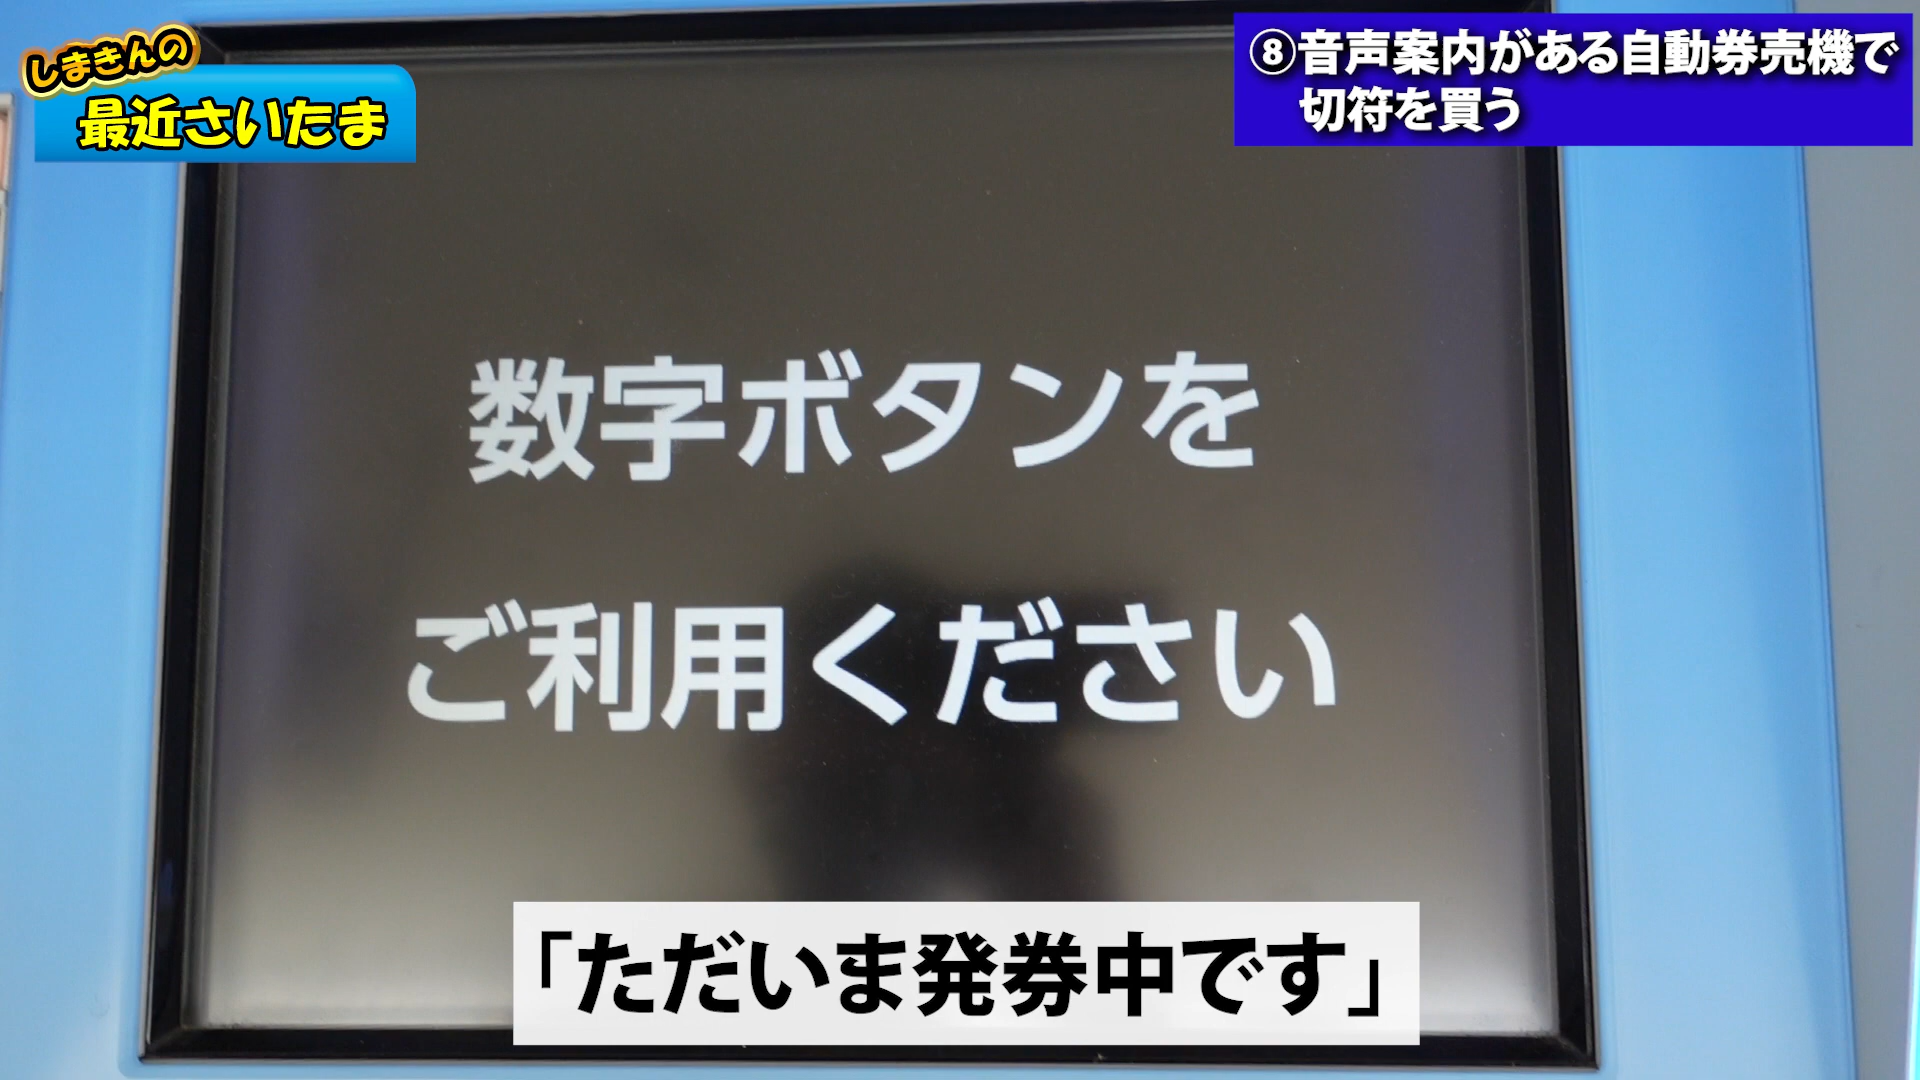 しまきんの
最近さいたま
⑧音声案内がある自動券売機で
切符を買う
数字ボタンを
ご利用ください
「ただいま発券中です」